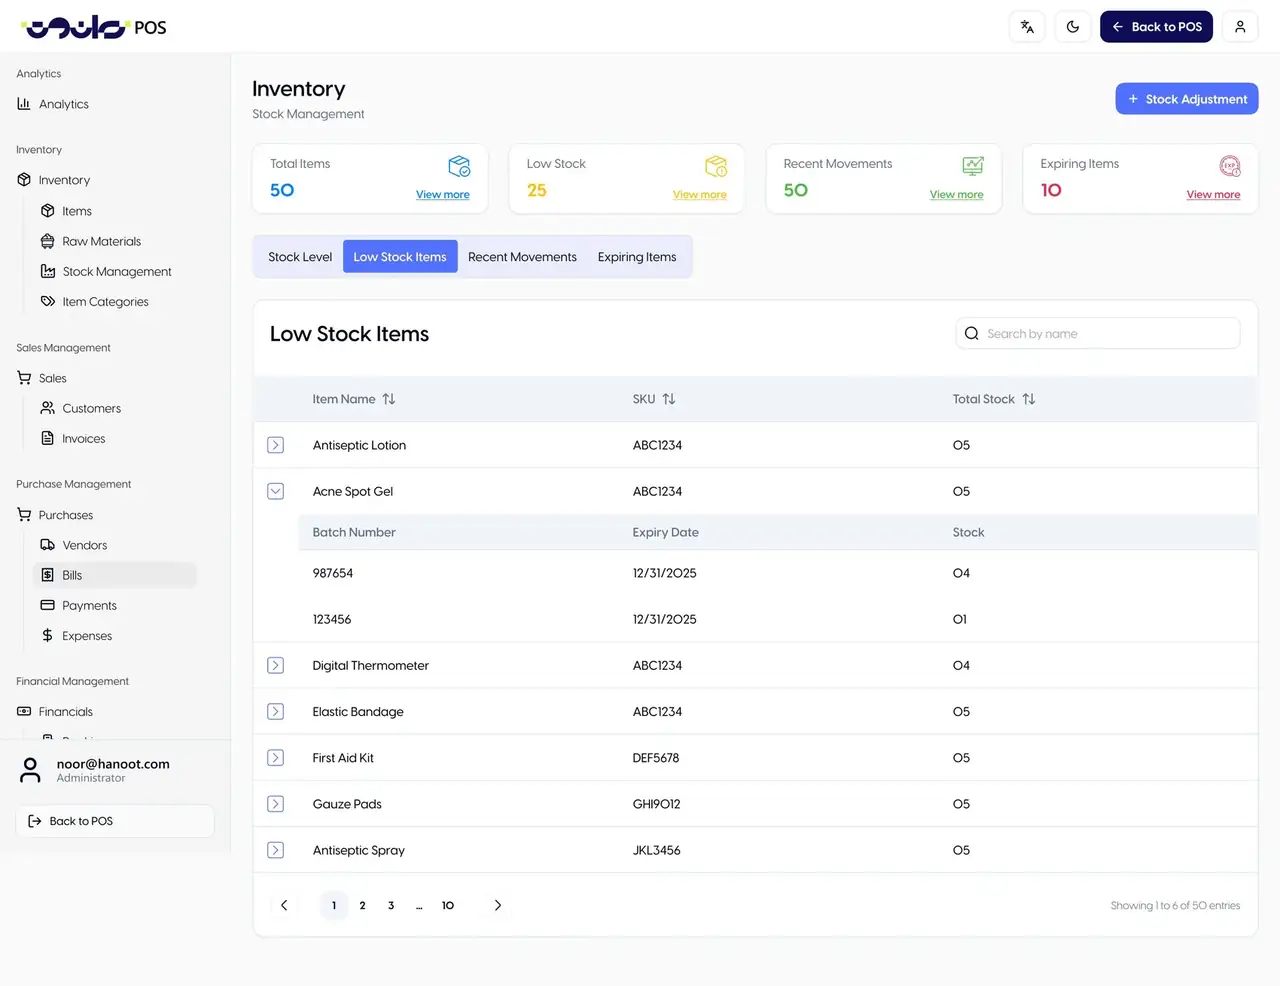 حانوت POS
Back to POS
Analytics
Analytics
Inventory
Inventory
Items
Raw Materials
Stock Management
Item Categories
Sales Management
Sales
Customers
Invoices
Purchase Management
Purchases
Vendors
Bills
Payments
Expenses
Financial Management
Financials
noor@hanoot.com
Administrator
Back to POS
Inventory
Stock Management
+ Stock Adjustment
Total Items
50
View more
Low Stock
25
View more
Recent Movements
50
View more
Expiring Items
10
View more
Stock Level Low Stock Items Recent Movements Expiring Items
Low Stock Items
Search by name
Item Name SKU Total Stock
Antiseptic Lotion ABC1234 05
Acne Spot Gel ABC1234 05
Batch Number Expiry Date Stock
987654 12/31/2025 04
123456 12/31/2025 01
Digital Thermometer ABC1234 04
Elastic Bandage ABC1234 05
First Aid Kit DEF5678 05
Gauze Pads GHI9012 05
Antiseptic Spray JKL3456 05
1 2 3 ... 10
Showing 1 to 6 of 50 entries